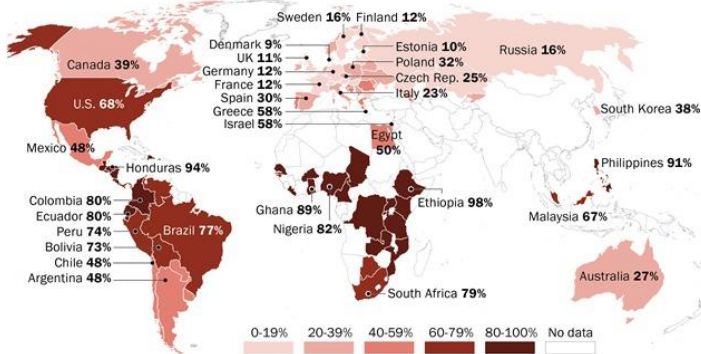 Sweden 16% Finland 12%
Denmark 9%
Estonia 10%
Russia 16%
UK 11%
Poland 32%
Canada 39%
Germany 12%
Czech Rep. 25%
France 12%
Italy 23%
U.S. 68%
Spain 30%
South Korea 38%
Greece 58%
Israel 58%
Egypt
50%
Mexico 48%
Honduras 94%
Philippines 91%
Colombia 80%
Ethiopia 98%
Ecuador 80%
Ghana 89%
Malaysia 67%
Peru 74%
Brazil 77%
Nigeria 82%
Bolivia 73%
Chile 48%
Argentina 48%
Australia 27%
South Africa 79%
0-19% 20-39% 40-59% 60-79% 80-100% No data